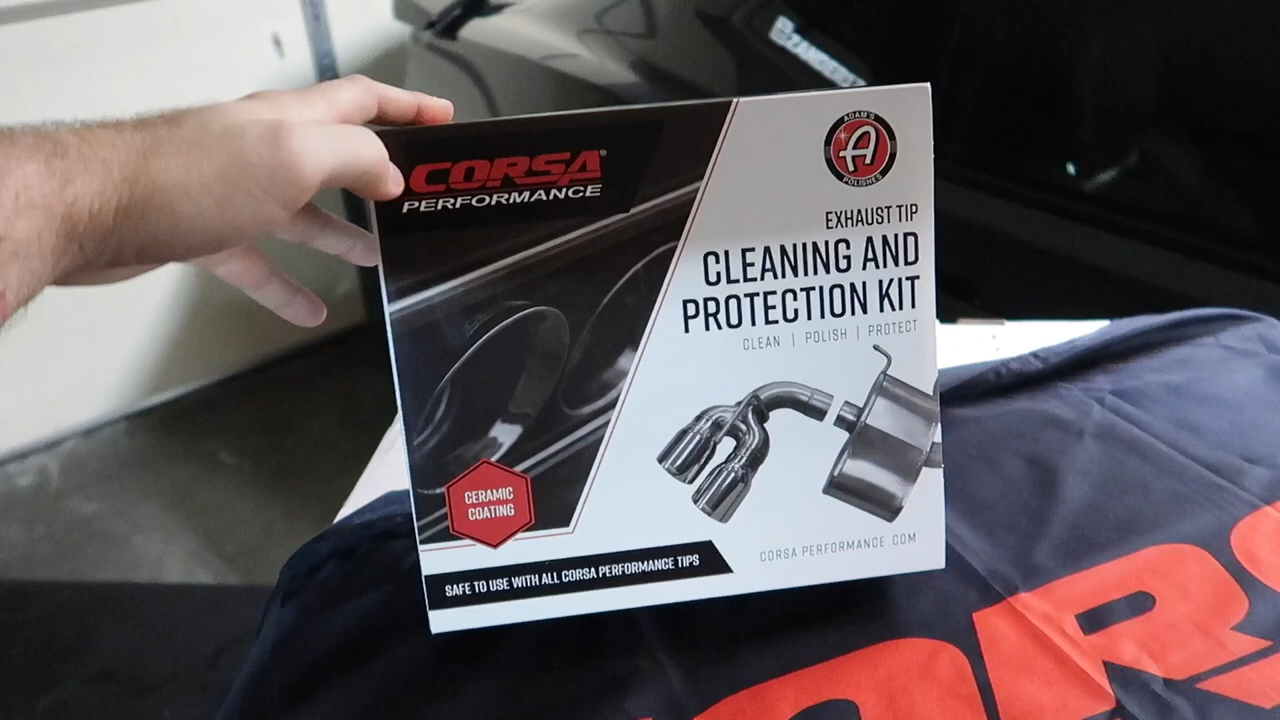 CORSA®
PERFORMANCE
ADAM'S
A
POLISHES
EXHAUST TIP
CLEANING AND
PROTECTION KIT
CLEAN | POLISH | PROTECT
CERAMIC
COATING
SAFE TO USE WITH ALL CORSA PERFORMANCE TIPS
CORSAPERFORMANCE.COM
ORS